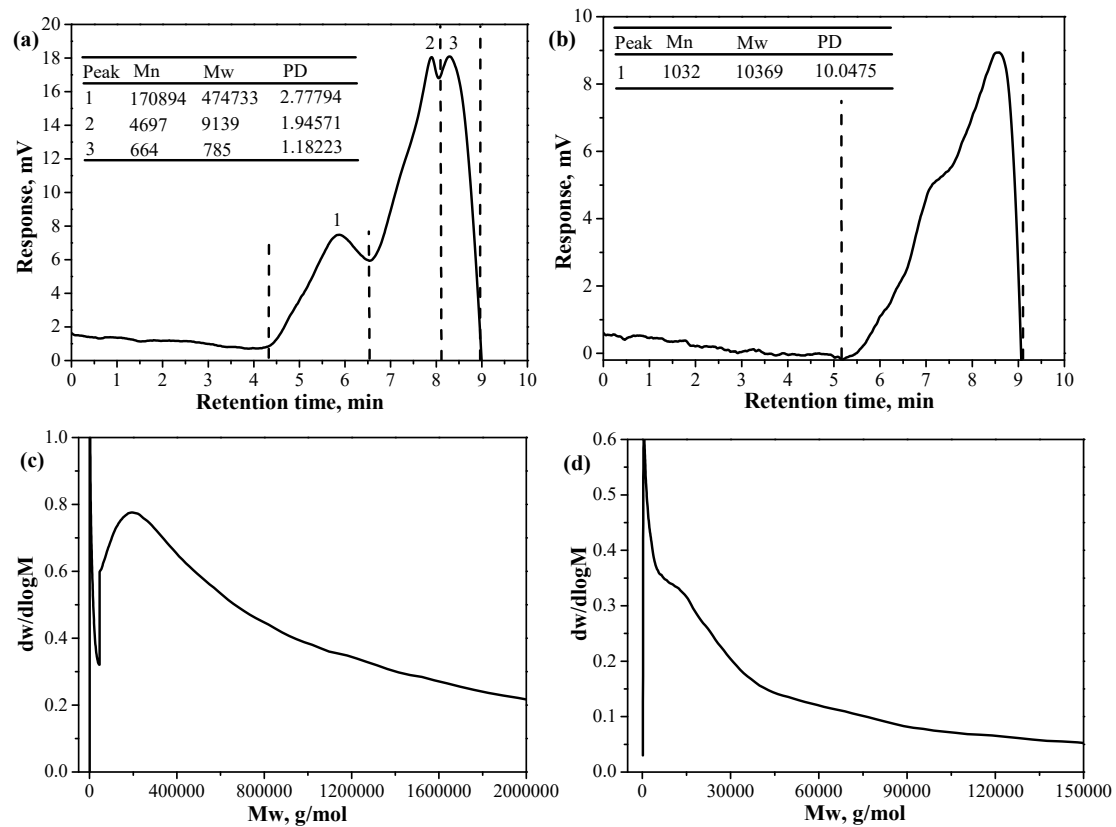 (a)
Peak Mn Mw PD
1 170894 474733 2.77794
2 4697 9139 1.94571
3 664 785 1.18223
1
2 3
20
18
16
14
12
10
8
6
4
2
0
Response, mV
0 1 2 3 4 5 6 7 8 9 10
Retention time, min
(b)
Peak Mn Mw PD
1 1032 10369 10.0475
10
8
6
4
2
0
Response, mV
0 1 2 3 4 5 6 7 8 9 10
Retention time, min
(c)
1.0
0.8
0.6
0.4
0.2
0.0
dw/dlogM
0 400000 800000 1200000 1600000 2000000
Mw, g/mol
(d)
0.6
0.5
0.4
0.3
0.2
0.1
0.0
dw/dlogM
0 30000 60000 90000 120000 150000
Mw, g/mol